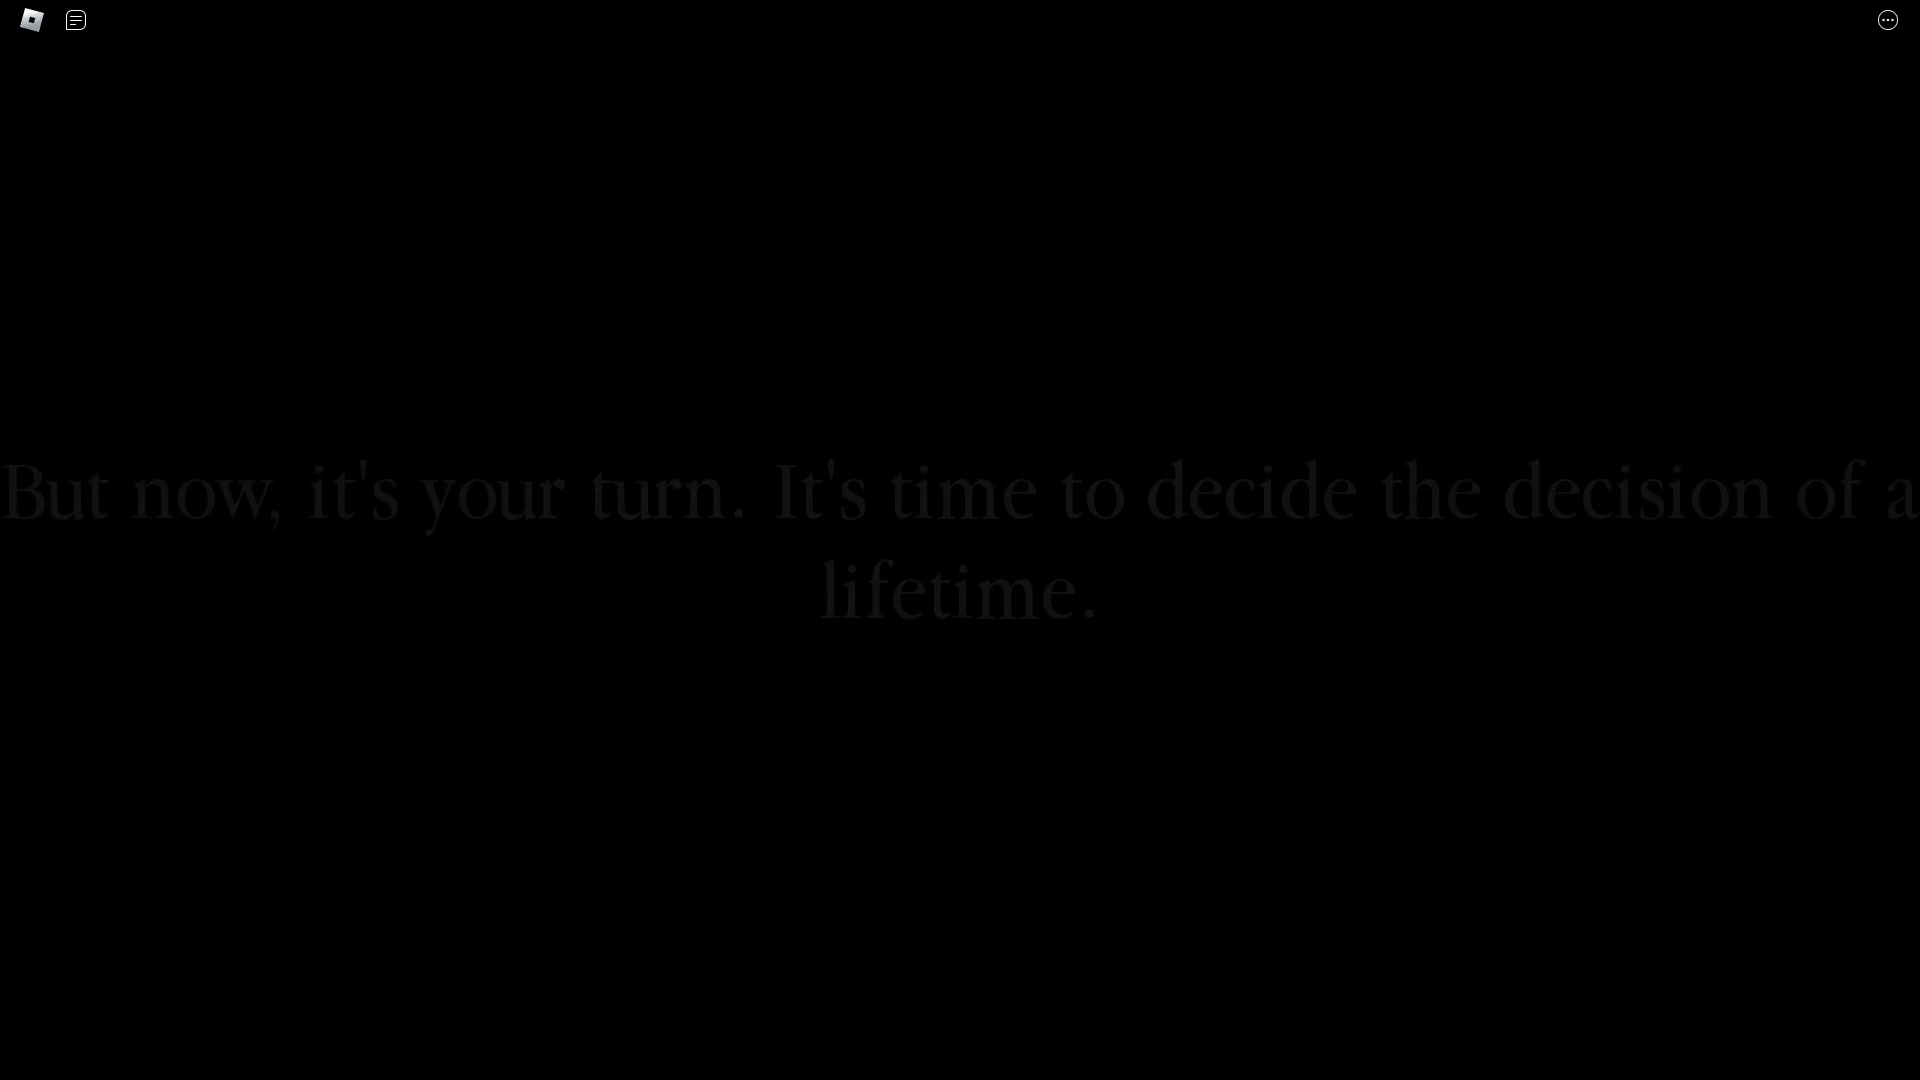 But now, it's your turn. It's time to decide the decision of a
lifetime.